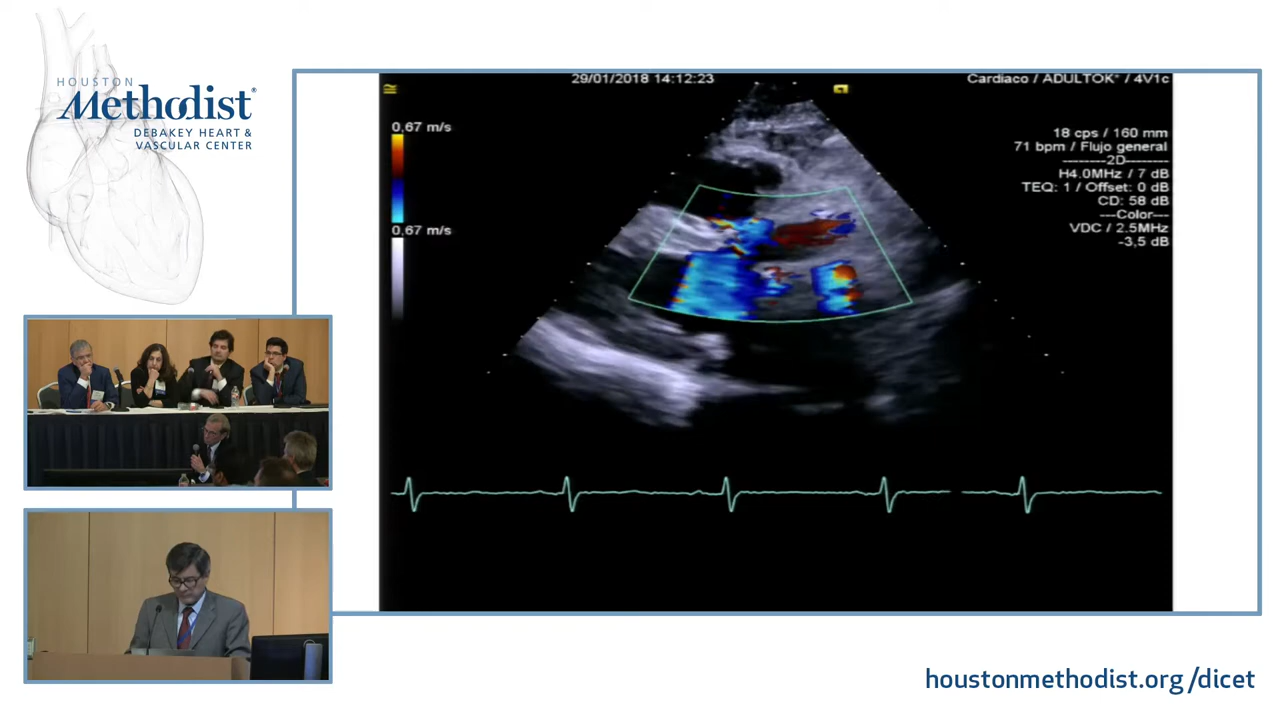 HOUSTON
Methodist®
DEBAKEY HEART &
VASCULAR CENTER
29/01/2018 14:12:23
Cardiaco / ADULTOK* / 4V1c
0,67 m/s
0,67 m/s
18 cps / 160 mm
71 bpm / Flujo general
--------2D--------
H4.0MHz / 7 dB
TEQ: 1 / Offset: 0 dB
CD: 58 dB
---Color---
VDC / 2.5MHz
-3,5 dB
houstonmethodist.org/dicet